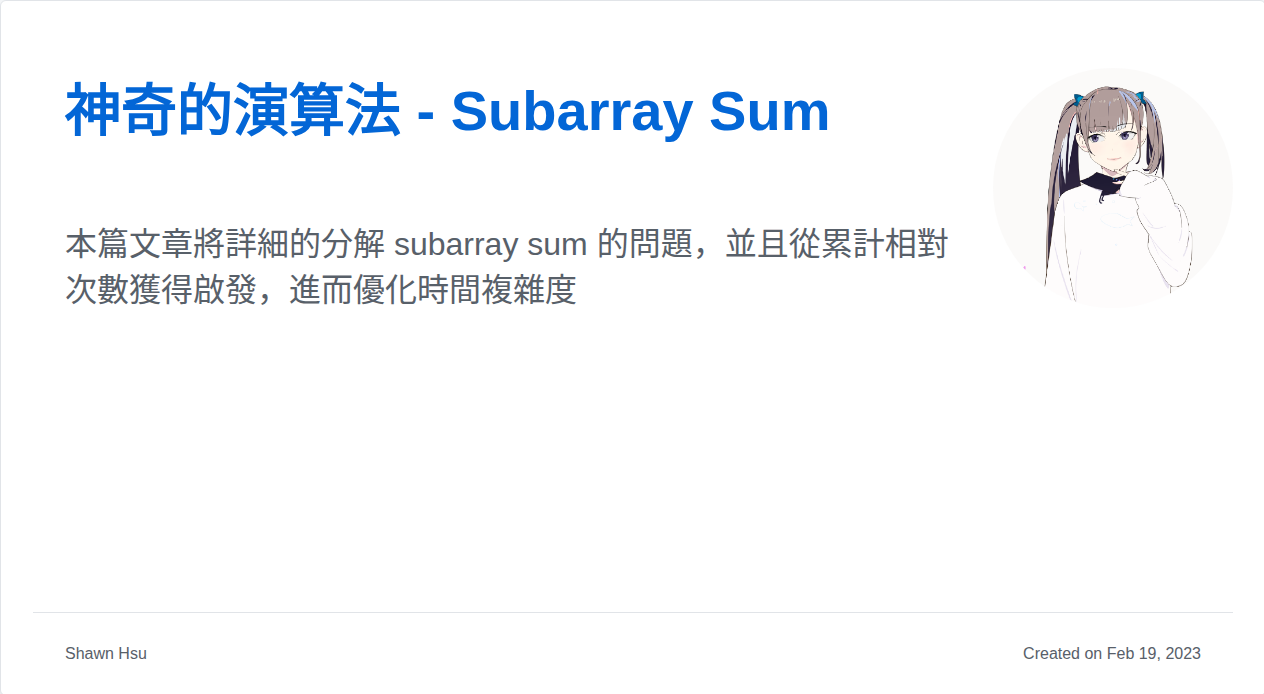 神奇的演算法 - Subarray Sum
本篇文章將詳細的分解 subarray sum 的問題，並且從累計相對
次數獲得啟發，進而優化時間複雜度
Shawn Hsu
Created on Feb 19, 2023